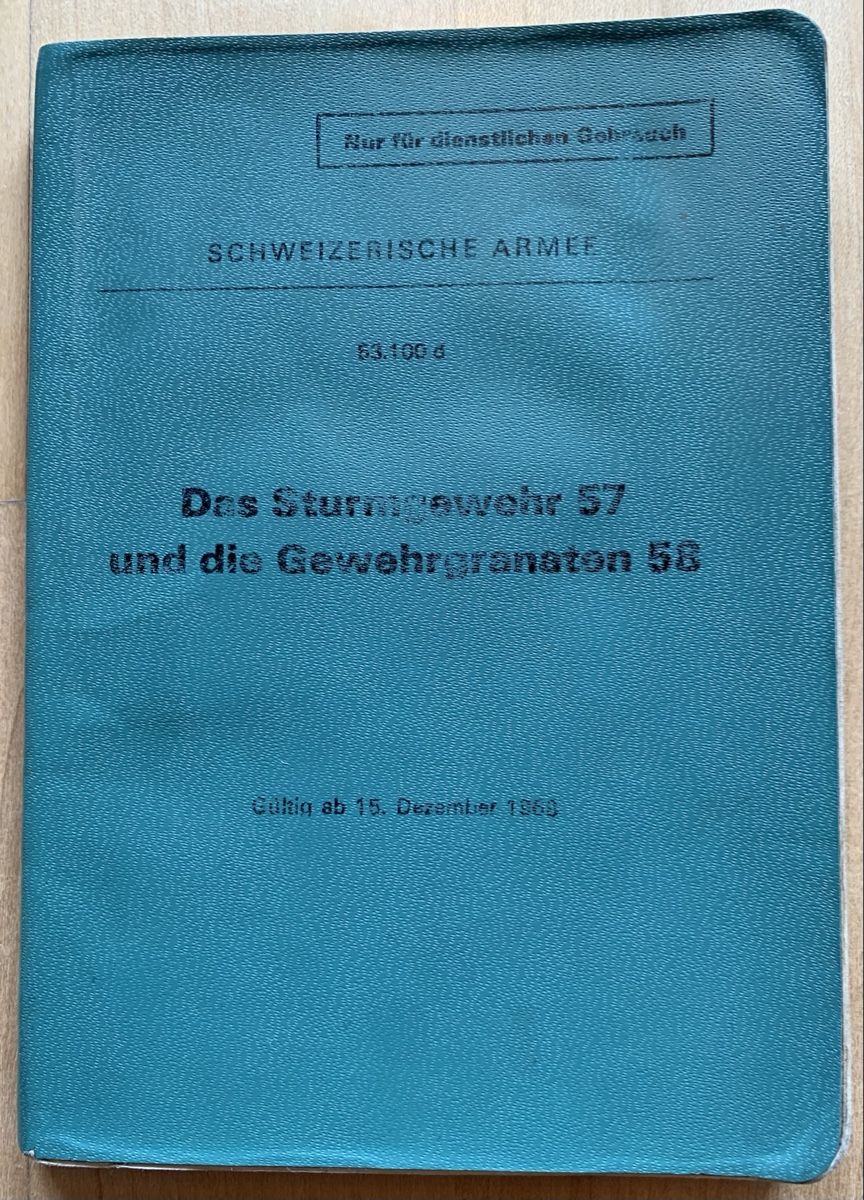 Nur für dienstlichen Gebrauch
SCHWEIZERISCHE ARMEE
53.100 d
Das Sturmgewehr 57
und die Gewehrgranaten 58
Gültig ab 15. Dezember